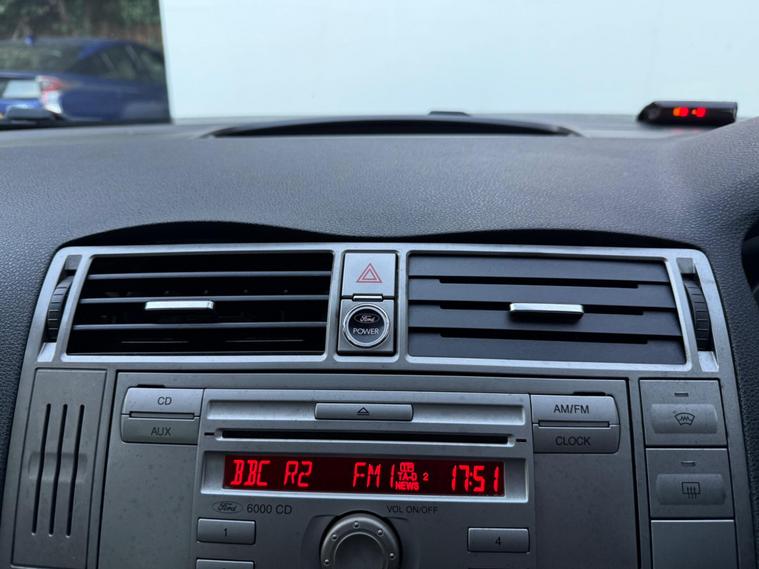 Ford
POWER
CD
AUX
AM/FM
CLOCK
BBC R2 FM1 TA-D NEWS 2 17:51
Ford 6000 CD
VOL ON/OFF
1
4